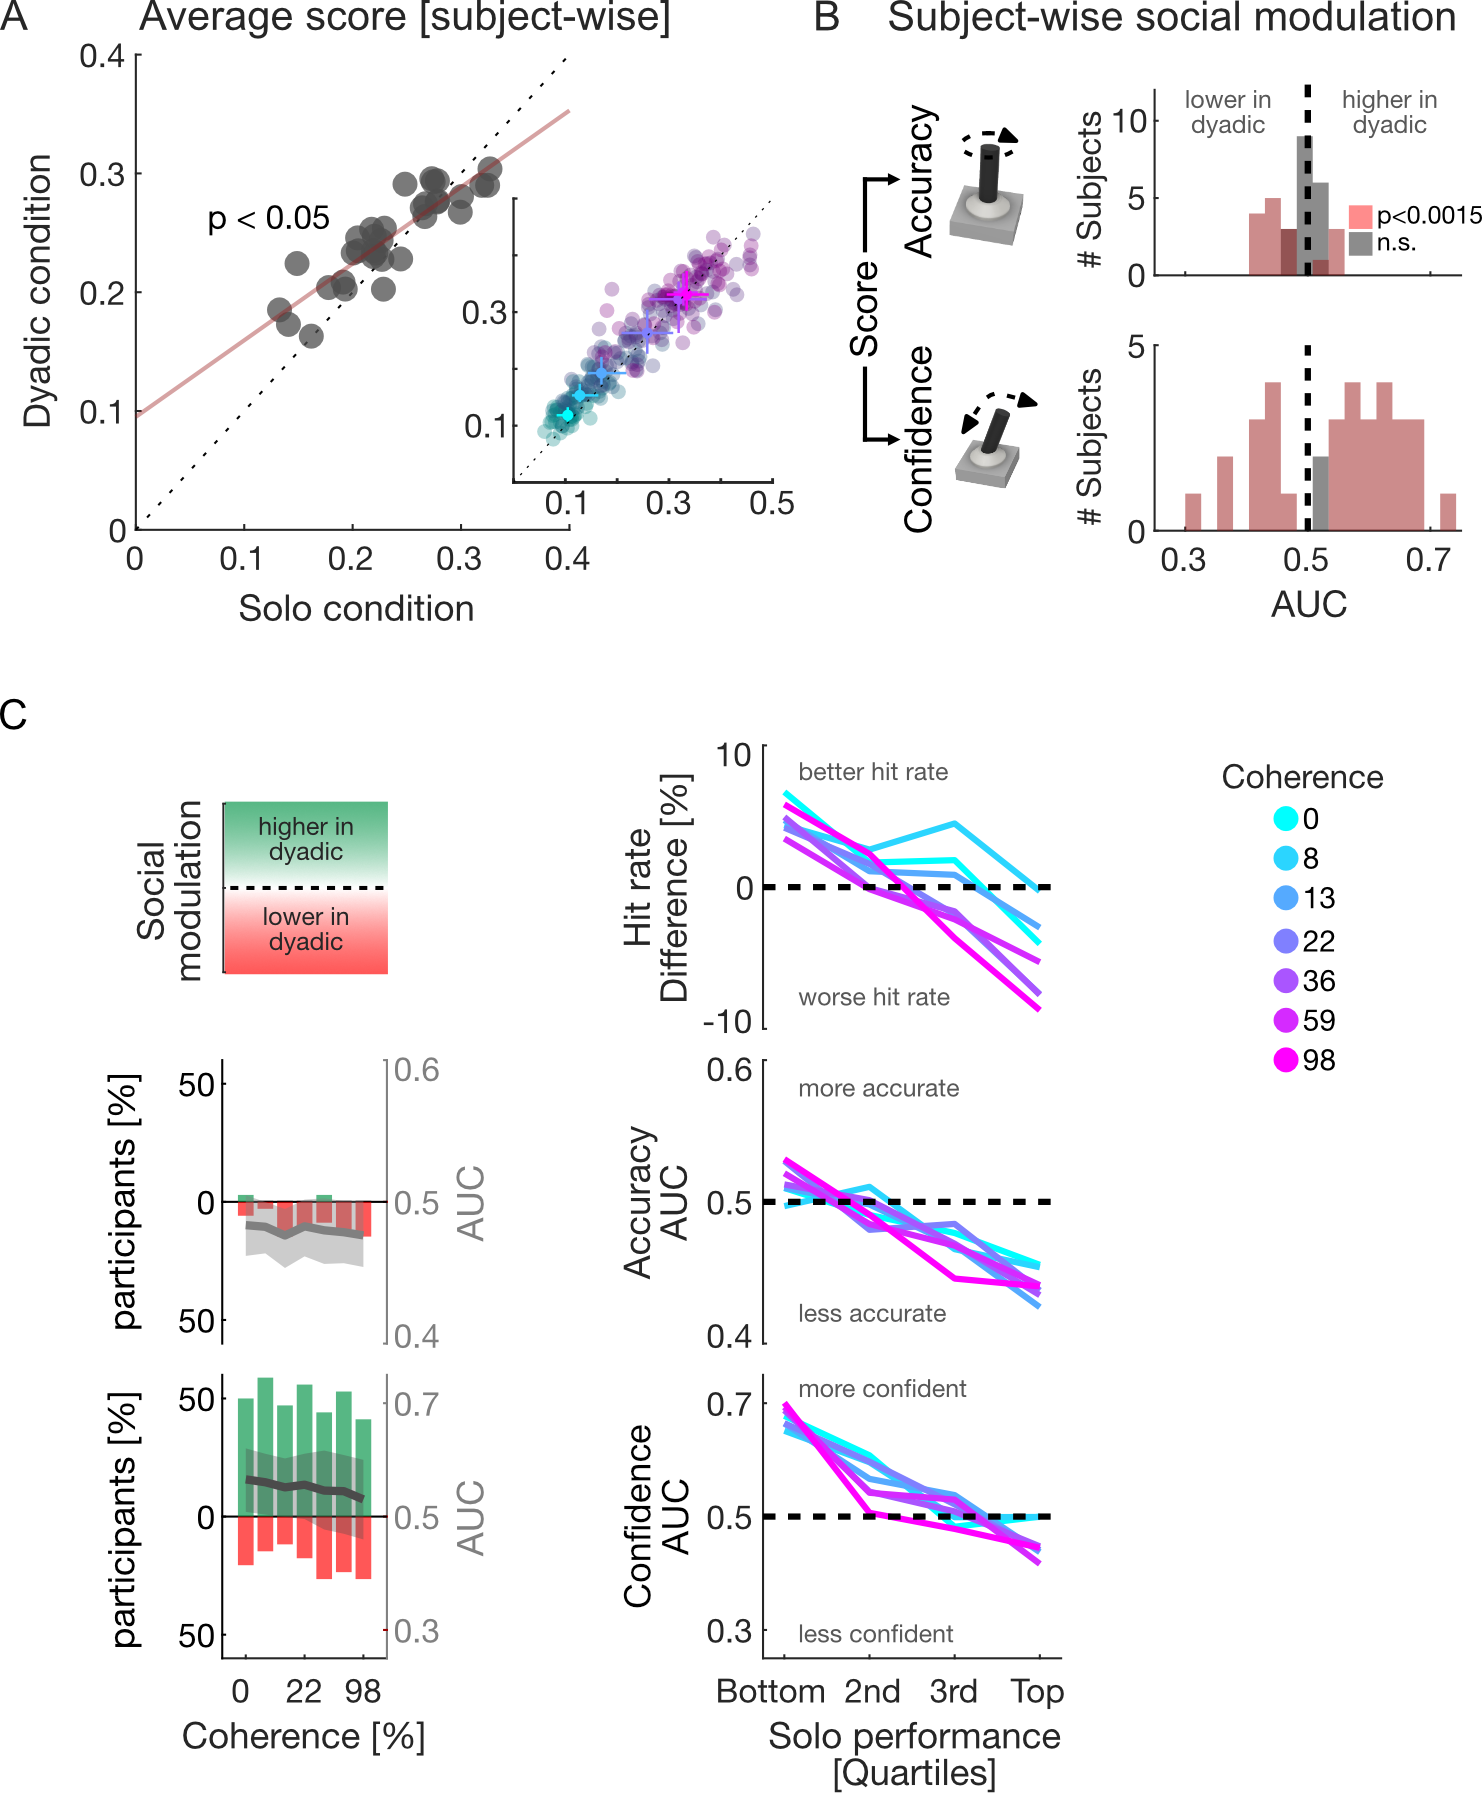 A
Average score [subject-wise]
0.4
0.3
0.2
0.1
0
Dyadic condition
p < 0.05
0.3
0.1
0.1
0.3
0.5
0
0.1
0.2
0.3
0.4
Solo condition
B
Subject-wise social modulation
Score
Accuracy
Confidence
# Subjects
10
5
0
lower in
dyadic
higher in
dyadic
p<0.0015
n.s.
# Subjects
5
0
0.3
0.5
0.7
AUC
C
Social
modulation
higher in
dyadic
lower in
dyadic
participants [%]
50
0
50
0.6
0.5
0.4
AUC
participants [%]
50
0
50
0.7
0.5
0.3
AUC
0
22
98
Coherence [%]
Hit rate
Difference [%]
10
0
-10
better hit rate
worse hit rate
Accuracy
AUC
0.6
0.5
0.4
more accurate
less accurate
Confidence
AUC
0.7
0.5
0.3
more confident
less confident
Bottom
2nd
3rd
Top
Solo performance
[Quartiles]
Coherence
0
8
13
22
36
59
98